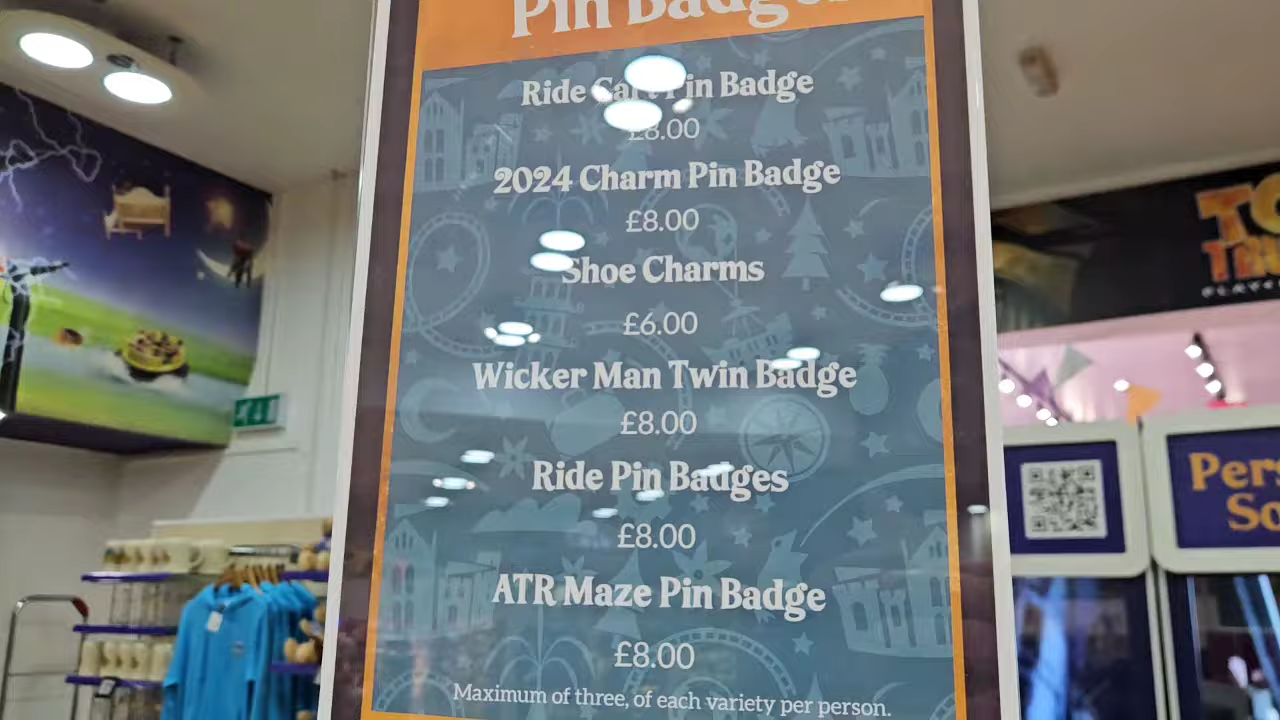 Pin Badges
Ride Cart Pin Badge
£8.00
2024 Charm Pin Badge
£8.00
Shoe Charms
£6.00
Wicker Man Twin Badge
£8.00
Ride Pin Badges
£8.00
ATR Maze Pin Badge
£8.00
Maximum of three, of each variety per person.